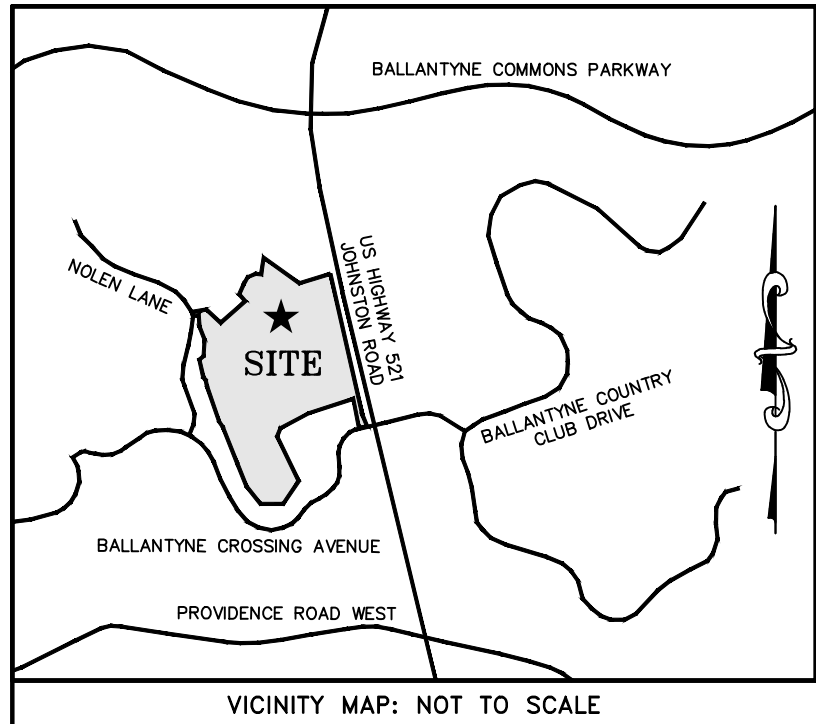 BALLANTYNE COMMONS PARKWAY
US HIGHWAY 521
JOHNSTON ROAD
NOLEN LANE
SITE
BALLANTYNE COUNTRY
CLUB DRIVE
BALLANTYNE CROSSING AVENUE
PROVIDENCE ROAD WEST
VICINITY MAP: NOT TO SCALE